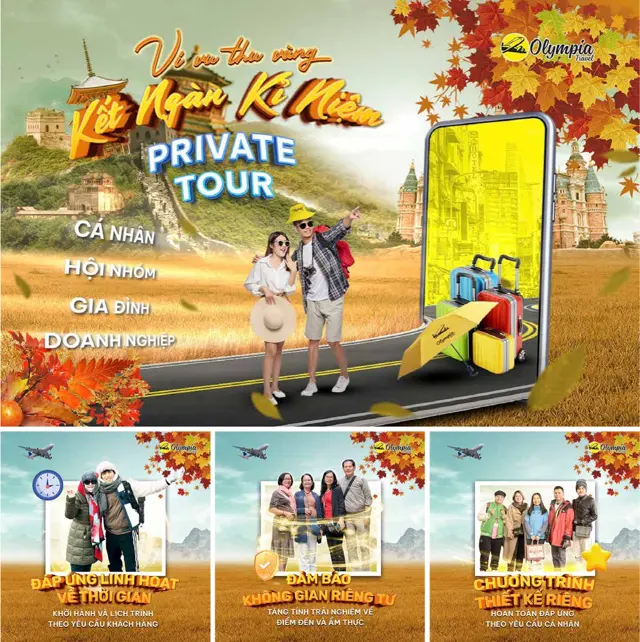 Olympia
Travel
Vi vu thu vàng
Kết Ngàn Kỉ Niệm
PRIVATE
TOUR
CÁ NHÂN
HỘI NHÓM
GIA ĐÌNH
DOANH NGHIỆP
Olympia
Olympia
ĐÁP ỨNG LINH HOẠT
VỀ THỜI GIAN
KHỞI HÀNH VÀ LỊCH TRÌNH
THEO YÊU CẦU KHÁCH HÀNG
Olympia
ĐẢM BẢO
KHÔNG GIAN RIÊNG TƯ
TĂNG TÍNH TRẢI NGHIỆM VỀ
ĐIỂM ĐẾN VÀ ẨM THỰC
Olympia
CHƯƠNG TRÌNH
THIẾT KẾ RIÊNG
HOÀN TOÀN ĐÁP ỨNG
THEO YÊU CẦU CÁ NHÂN